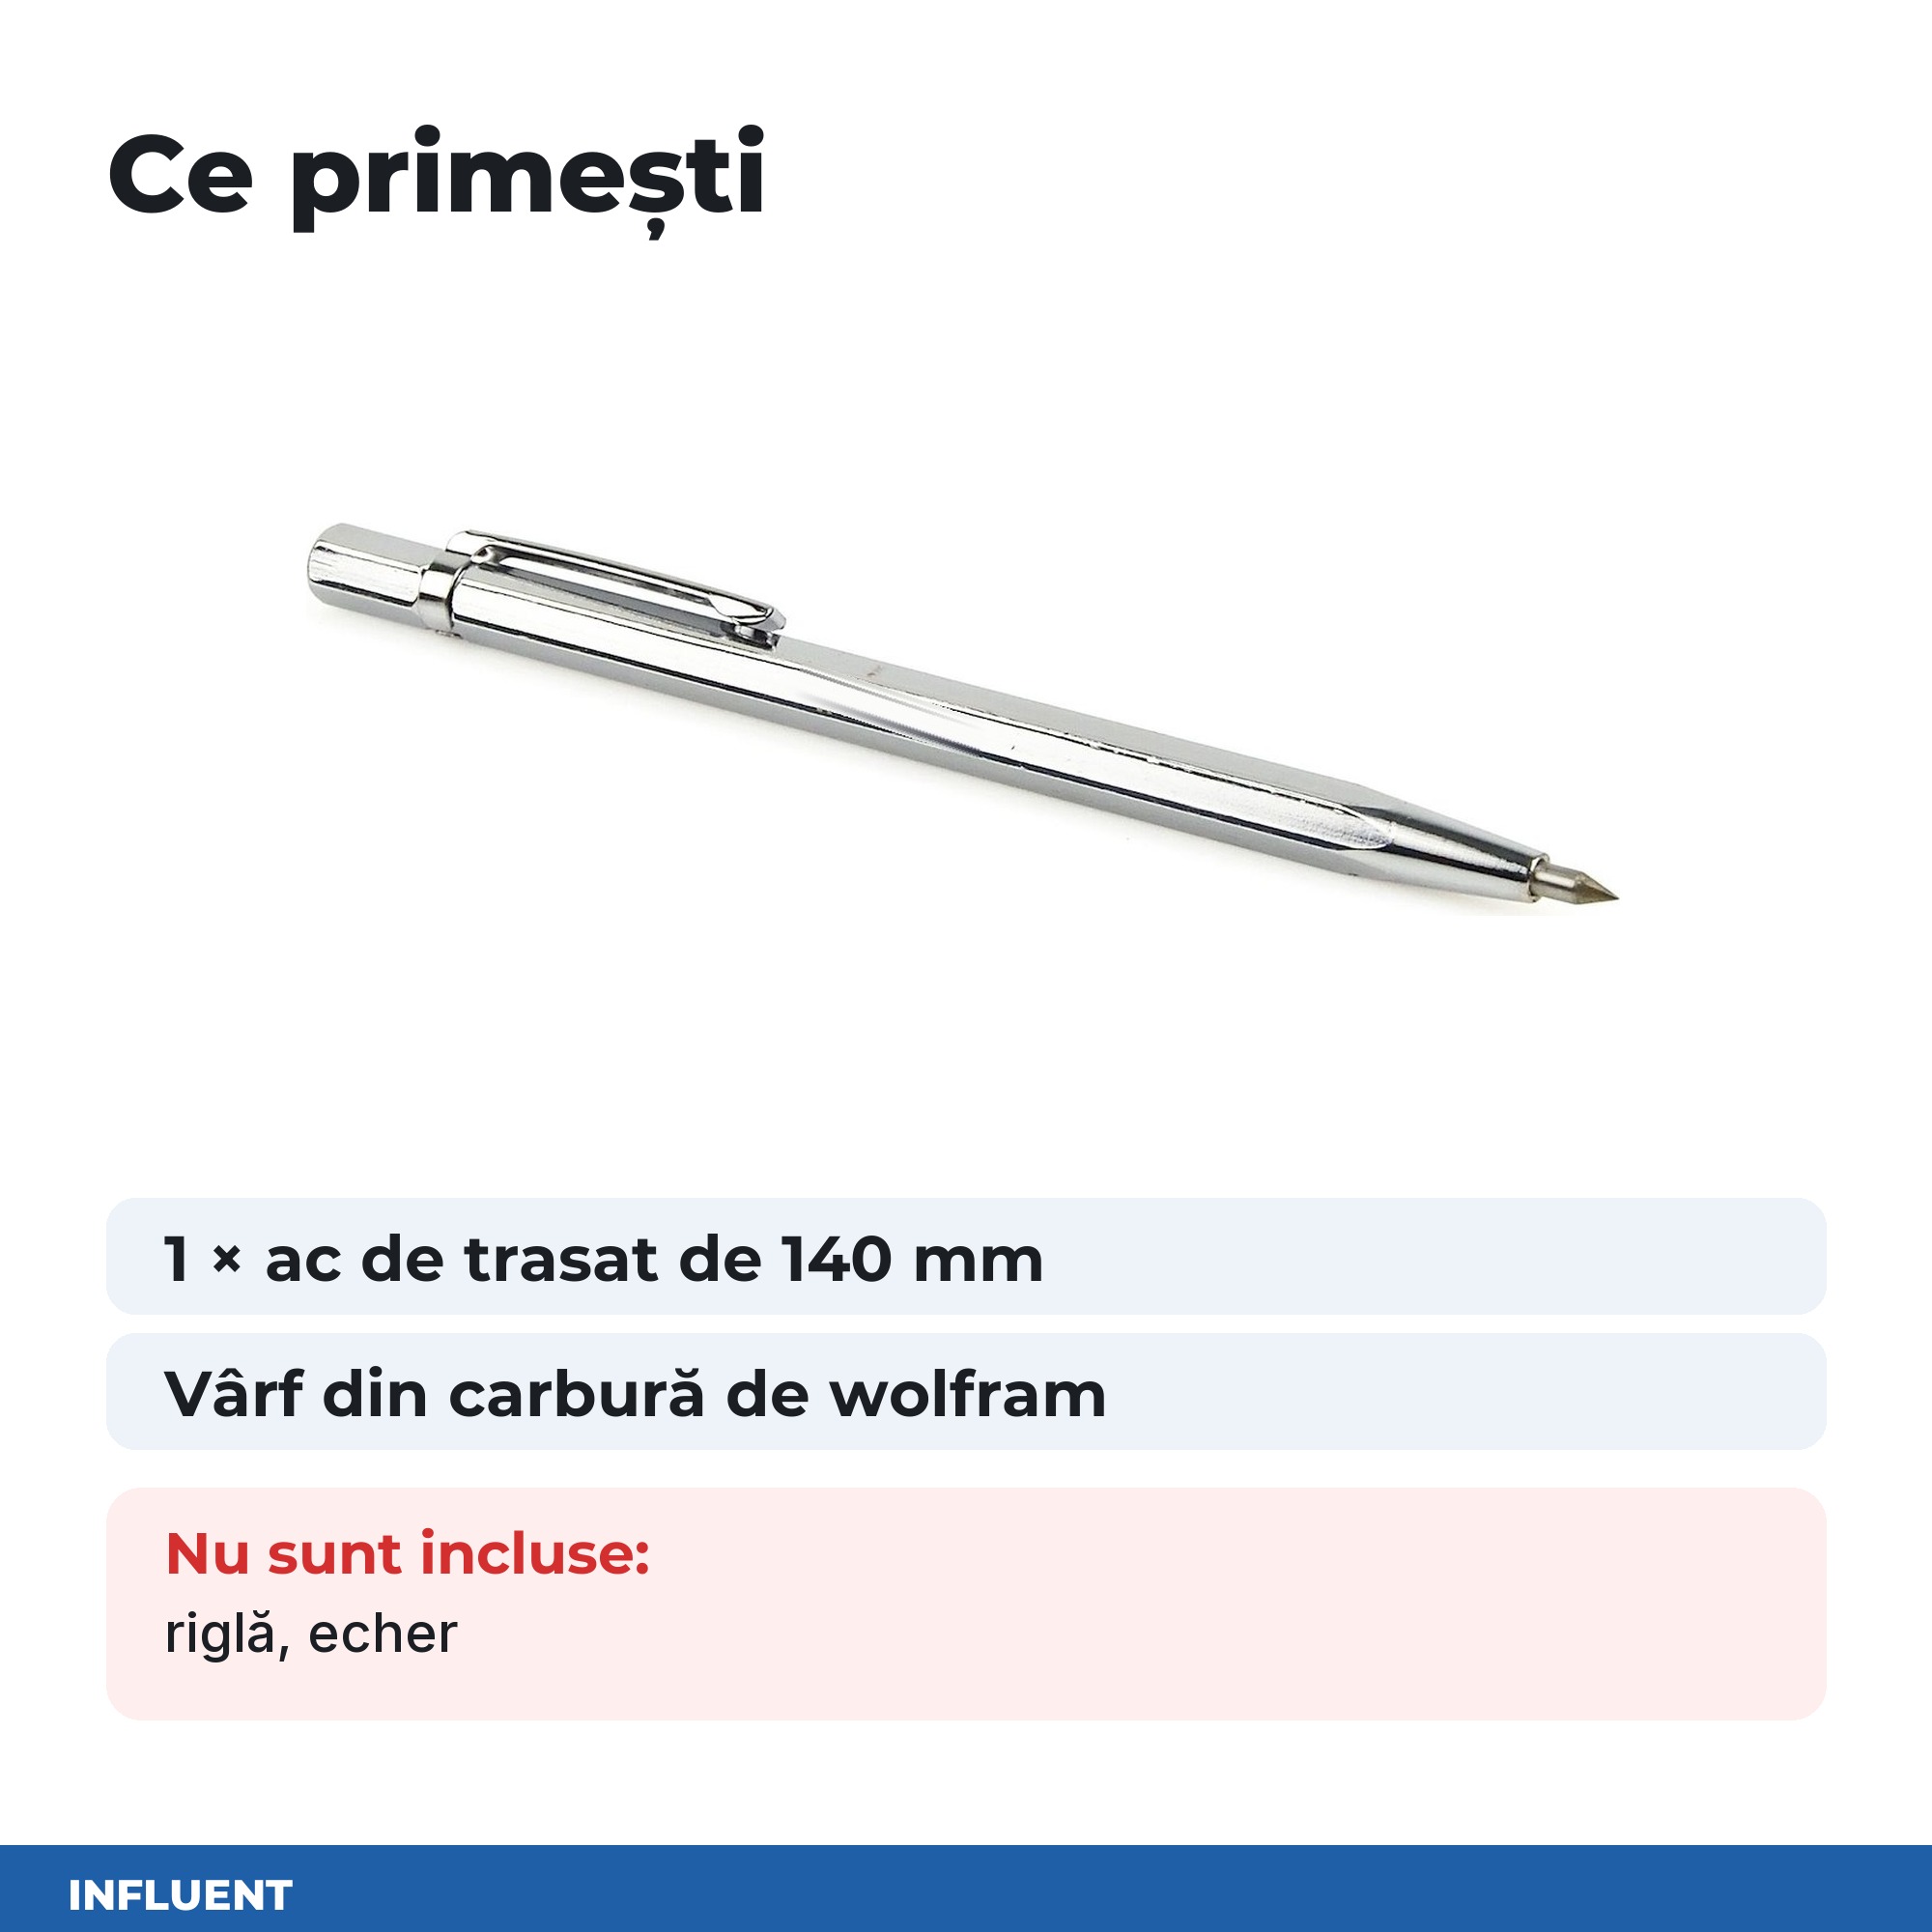 Ce primești
1 × ac de trasat de 140 mm
Vârf din carbură de wolfram
Nu sunt incluse:
riglă, echer
INFLUENT